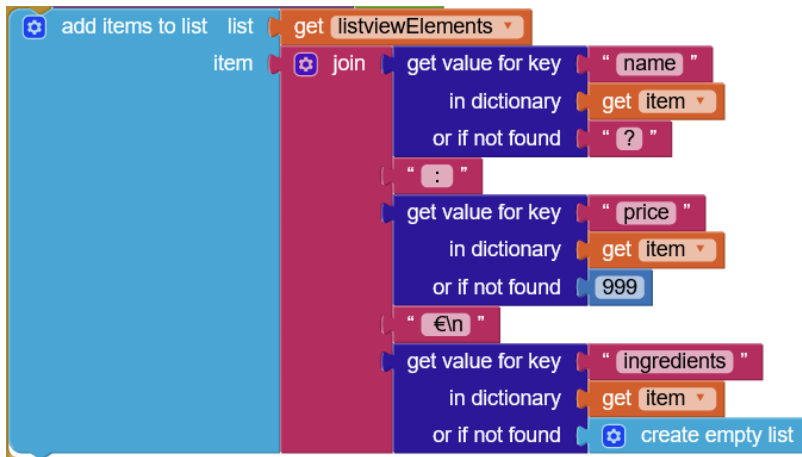 add items to list list get listviewElements
item join get value for key " name "
in dictionary get item
or if not found " ? "
" : "
get value for key " price "
in dictionary get item
or if not found 999
" €\n "
get value for key " ingredients "
in dictionary get item
or if not found create empty list